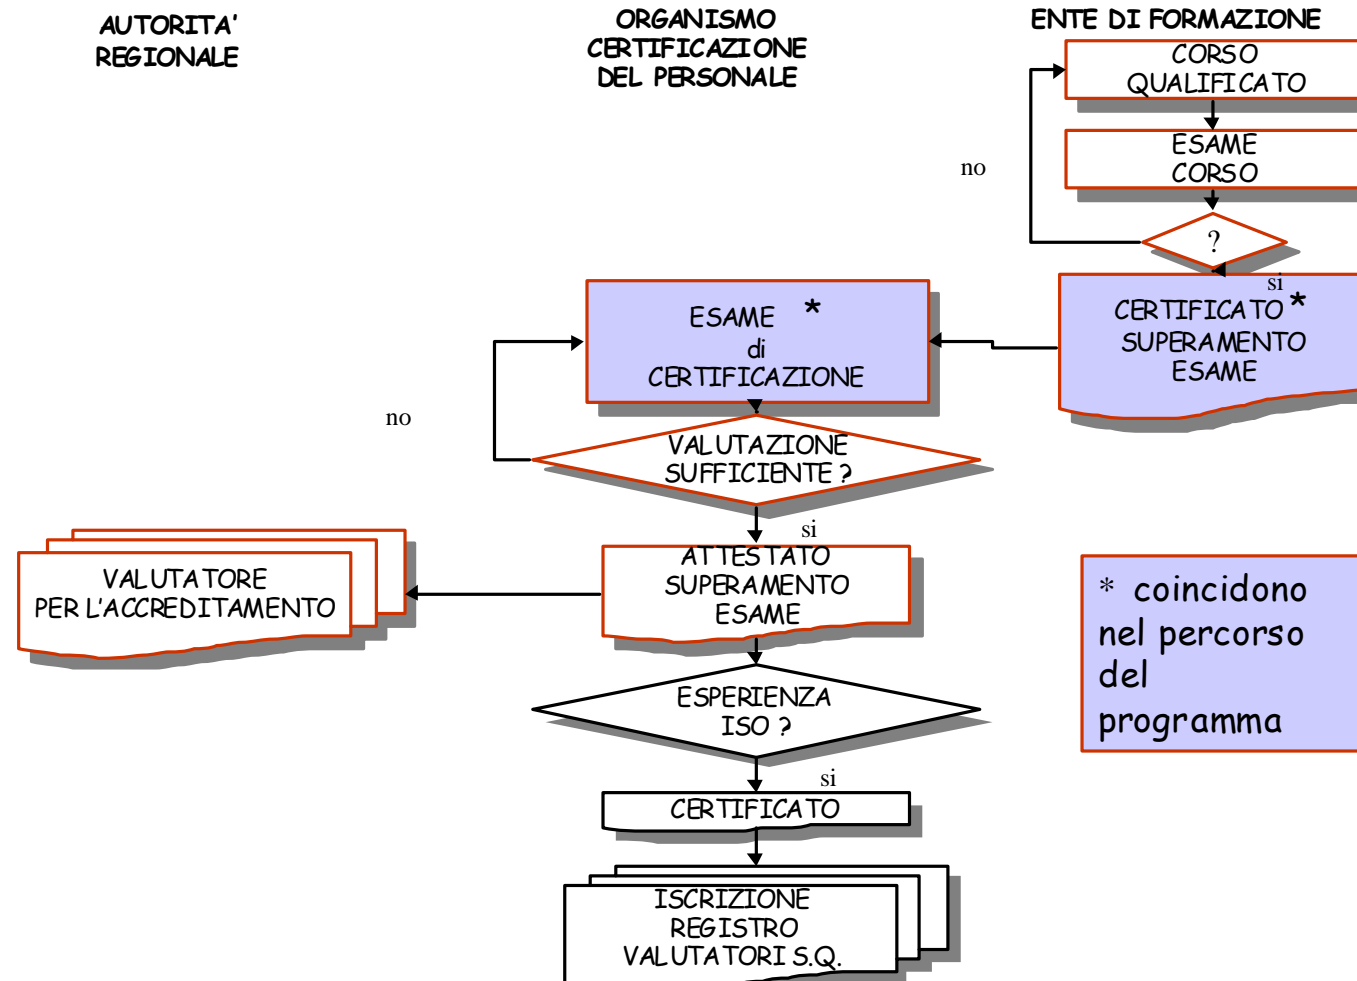 AUTORITA'
REGIONALE
ORGANISMO
CERTIFICAZIONE
DEL PERSONALE
ENTE DI FORMAZIONE
CORSO
QUALIFICATO
ESAME
CORSO
no
?
si
CERTIFICATO *
SUPERAMENTO
ESAME
ESAME *
di
CERTIFICAZIONE
no
VALUTAZIONE
SUFFICIENTE ?
si
ATTESTATO
SUPERAMENTO
ESAME
VALUTATORE
PER L'ACCREDITAMENTO
* coincidono
nel percorso
del
programma
ESPERIENZA
ISO ?
si
CERTIFICATO
ISCRIZIONE
REGISTRO
VALUTATORI S.Q.